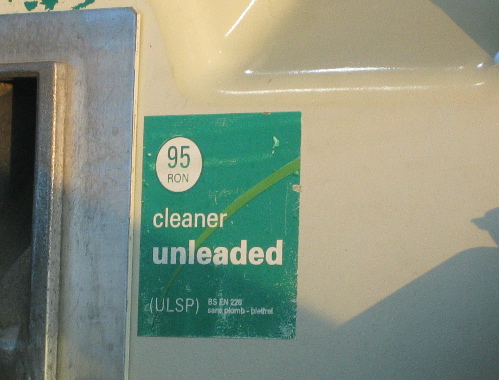 95
RON
cleaner
unleaded
(ULSP)
BS EN 228
sans plomb - bleifrei